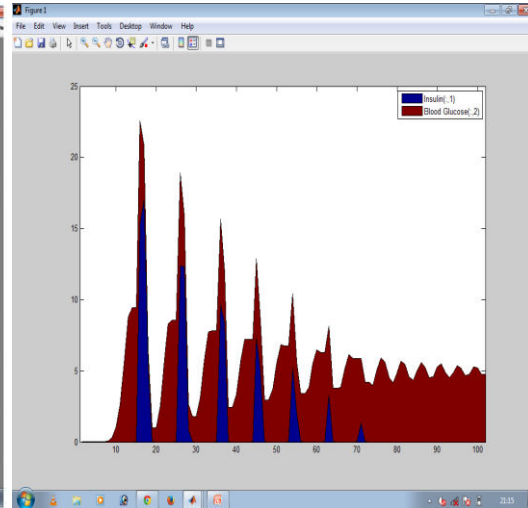 Figure 1
File Edit View Insert Tools Desktop Window Help
25
Insulin(:,1)
Blood Glucose(:,2)
20
15
10
5
0
10 20 30 40 50 60 70 80 90 100
21:15